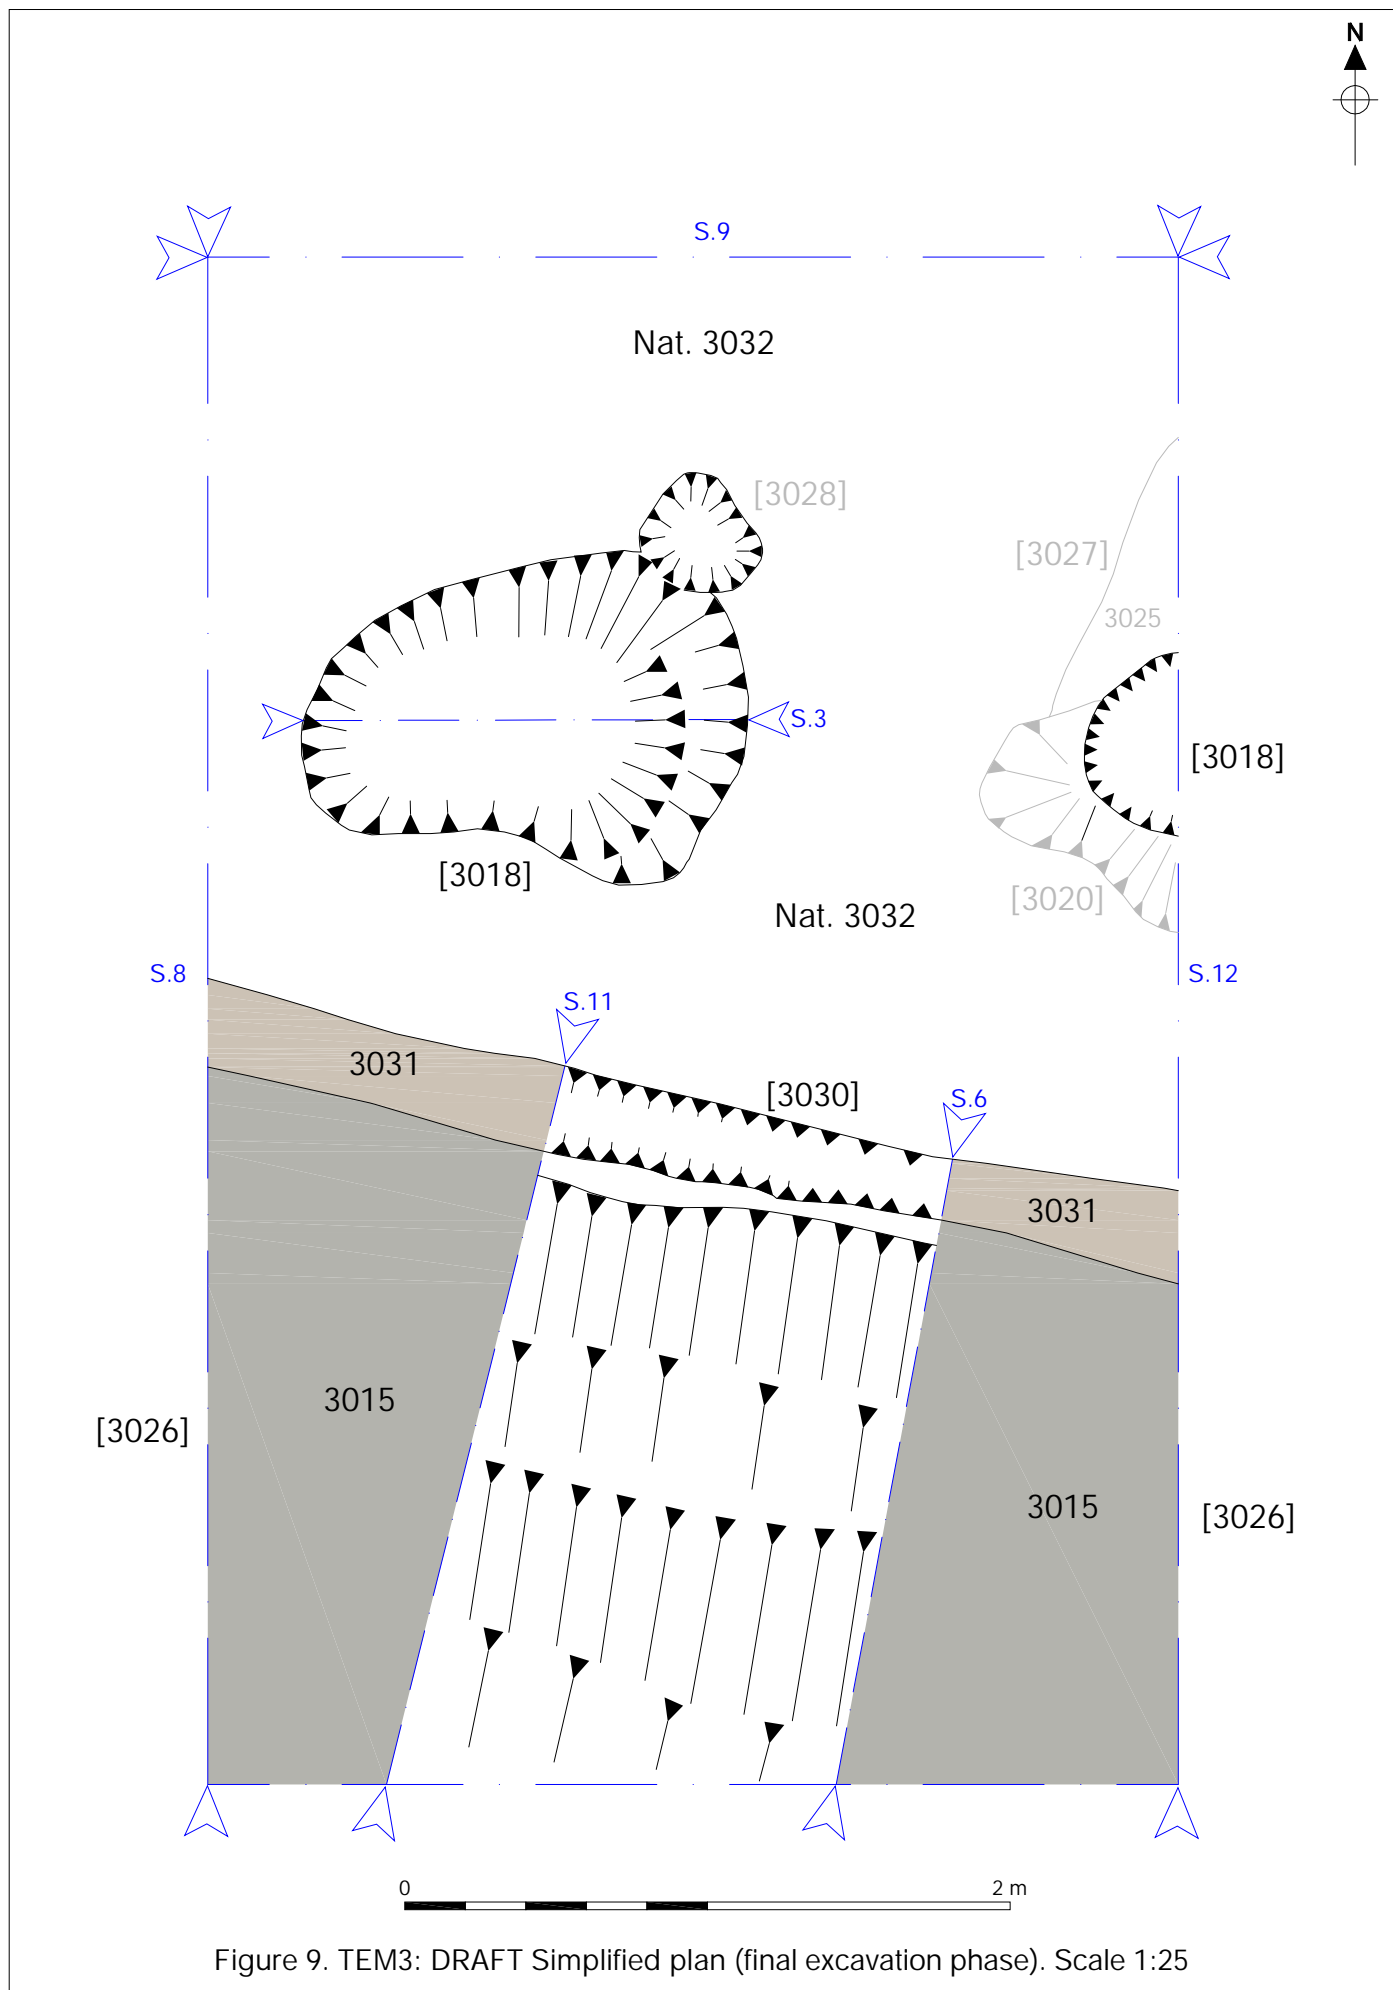 N
S.9
Nat. 3032
[3028]
[3027]
3025
S.3
[3018]
[3018]
[3020]
Nat. 3032
S.8
S.12
S.11
3031
[3030]
S.6
3031
3015
[3026]
3015
[3026]
0
2 m
Figure 9. TEM3: DRAFT Simplified plan (final excavation phase). Scale 1:25